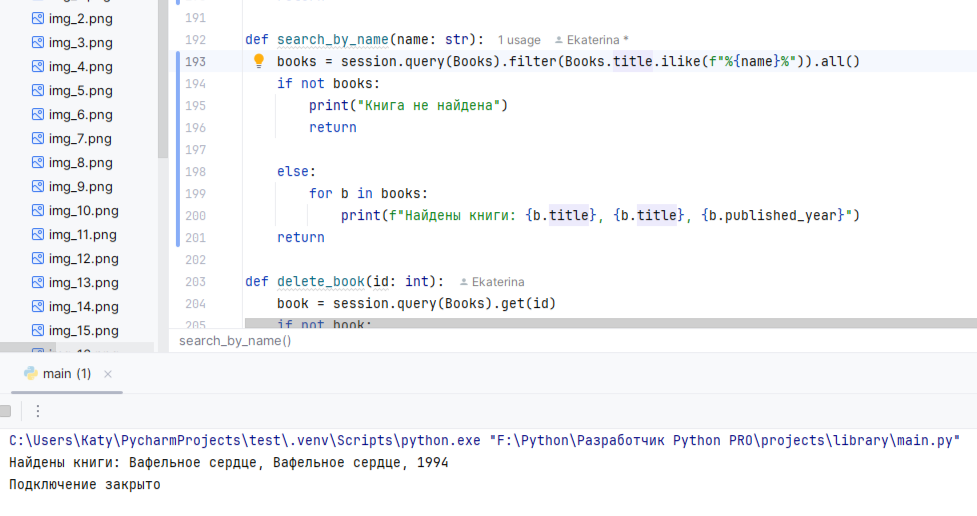 img_2.png
img_3.png
img_4.png
img_5.png
img_6.png
img_7.png
img_8.png
img_9.png
img_10.png
img_11.png
img_12.png
img_13.png
img_14.png
img_15.png
191
192 def search_by_name(name: str): 1 usage Ekaterina *
193 books = session.query(Books).filter(Books.title.ilike(f"%{name}%")).all()
194 if not books:
195 print("Книга не найдена")
196 return
197
198 else:
199 for b in books:
200 print(f"Найдены книги: {b.title}, {b.title}, {b.published_year}")
201 return
202
203 def delete_book(id: int): Ekaterina
204 book = session.query(Books).get(id)
205 if not book:
search_by_name()
main (1)
C:\Users\Katy\PycharmProjects\test\.venv\Scripts\python.exe "F:\Python\Разработчик Python PRO\projects\library\main.py"
Найдены книги: Вафельное сердце, Вафельное сердце, 1994
Подключение закрыто